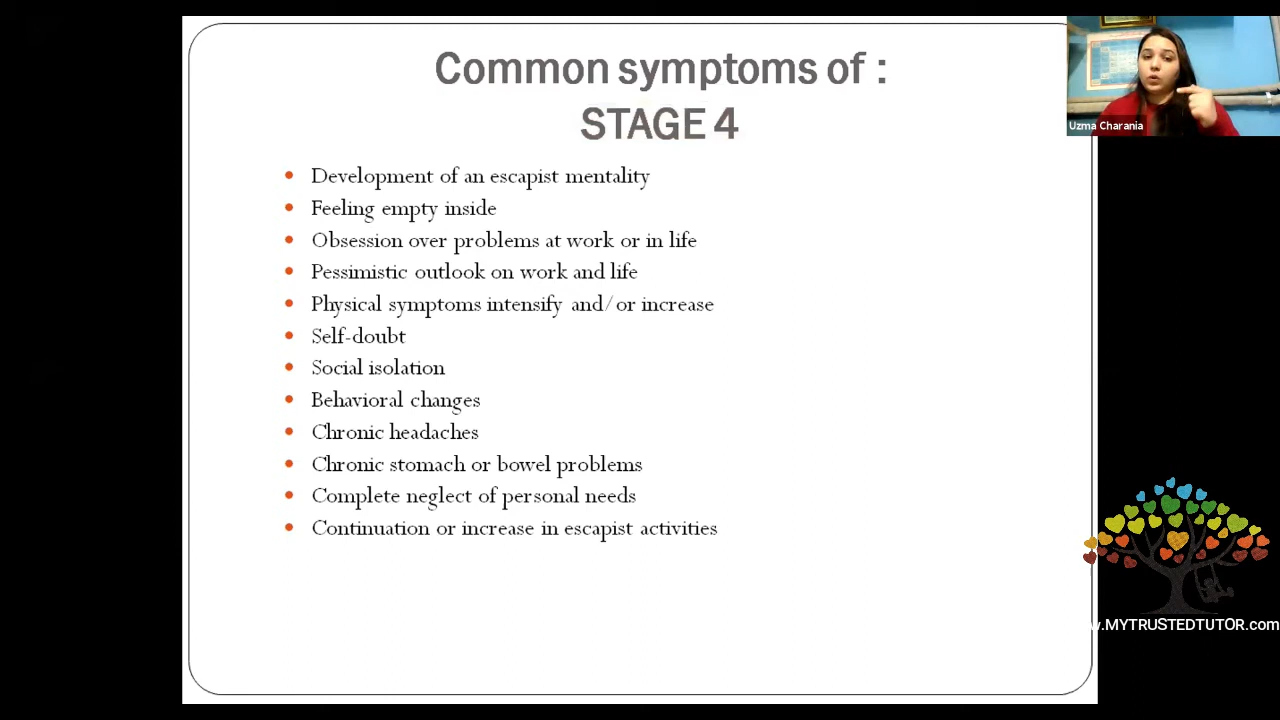 Common symptoms of :
STAGE 4
Development of an escapist mentality
Feeling empty inside
Obsession over problems at work or in life
Pessimistic outlook on work and life
Physical symptoms intensify and/or increase
Self-doubt
Social isolation
Behavioral changes
Chronic headaches
Chronic stomach or bowel problems
Complete neglect of personal needs
Continuation or increase in escapist activities
Uzma Charania
w.MYTRUSTEDTUTOR.com